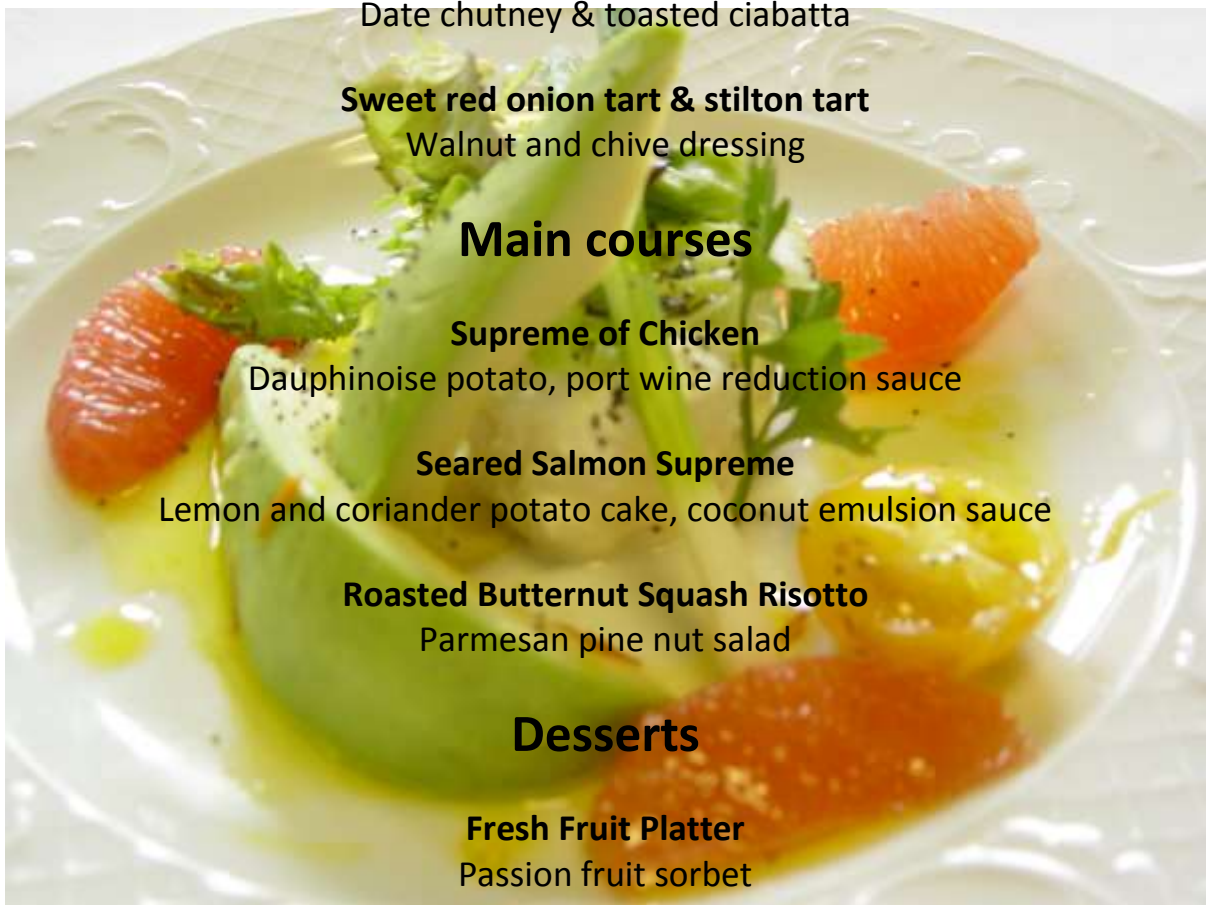 Date chutney & toasted ciabatta
Sweet red onion tart & stilton tart
Walnut and chive dressing
Main courses
Supreme of Chicken
Dauphinoise potato, port wine reduction sauce
Seared Salmon Supreme
Lemon and coriander potato cake, coconut emulsion sauce
Roasted Butternut Squash Risotto
Parmesan pine nut salad
Desserts
Fresh Fruit Platter
Passion fruit sorbet